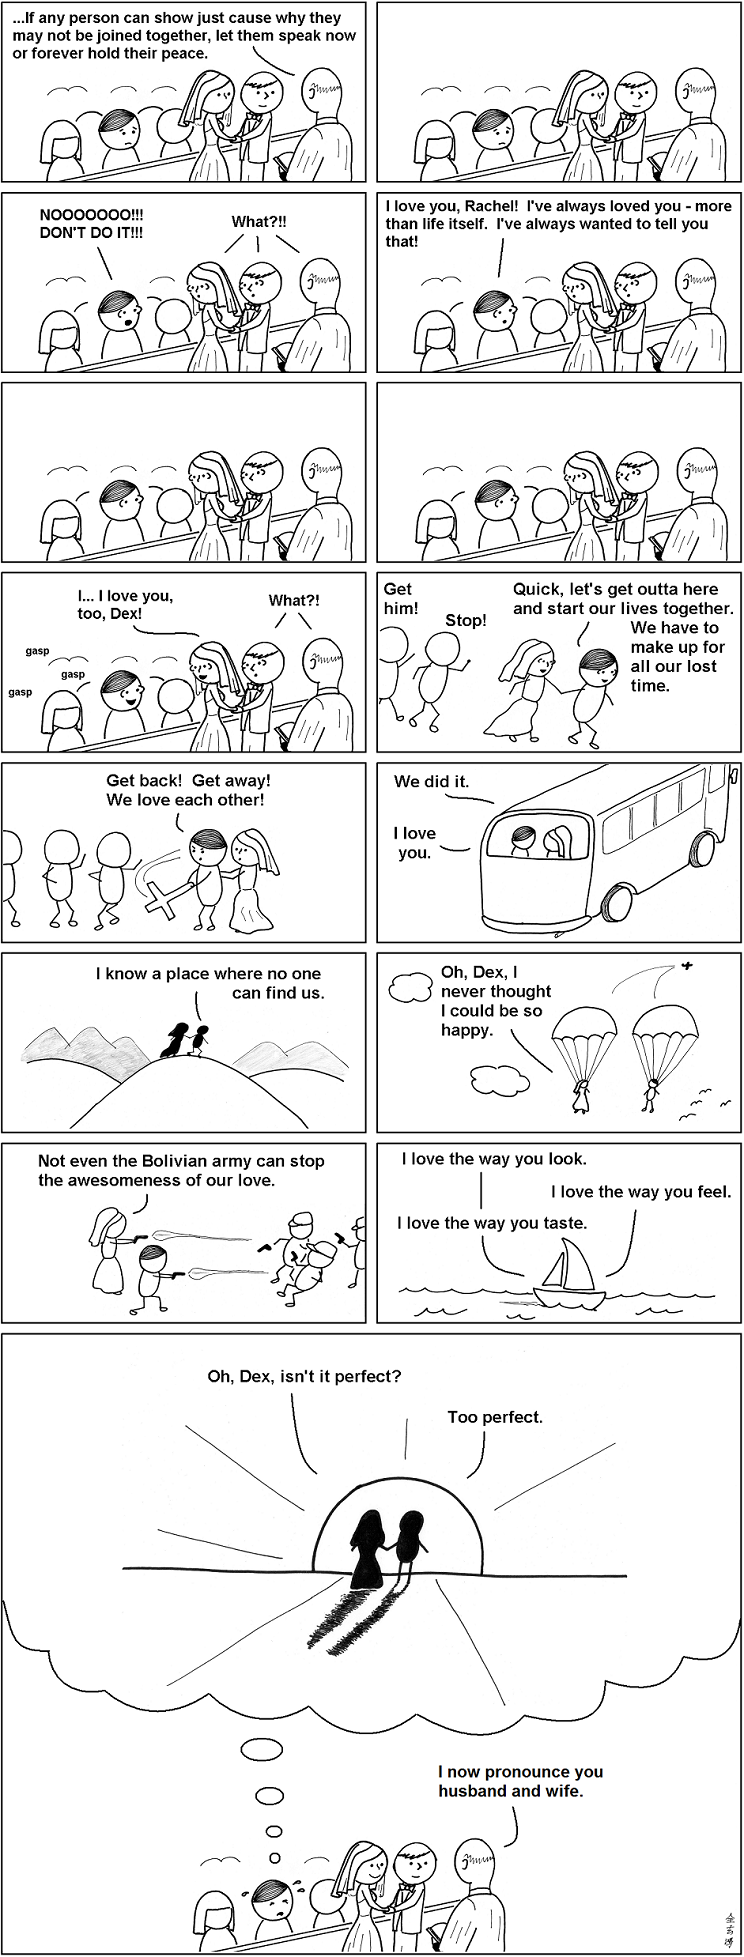 ...If any person can show just cause why they
may not be joined together, let them speak now
or forever hold their peace.
NOOOOOOO!!!
DON'T DO IT!!!
What?!!
I love you, Rachel! I've always loved you - more
than life itself. I've always wanted to tell you
that!
I... I love you,
too, Dex!
What?!
gasp
gasp
gasp
Get
him!
Stop!
Quick, let's get outta here
and start our lives together.
We have to
make up for
all our lost
time.
Get back! Get away!
We love each other!
We did it.
I love
you.
I know a place where no one
can find us.
Oh, Dex, I
never thought
I could be so
happy.
Not even the Bolivian army can stop
the awesomeness of our love.
I love the way you look.
I love the way you feel.
I love the way you taste.
Oh, Dex, isn't it perfect?
Too perfect.
I now pronounce you
husband and wife.